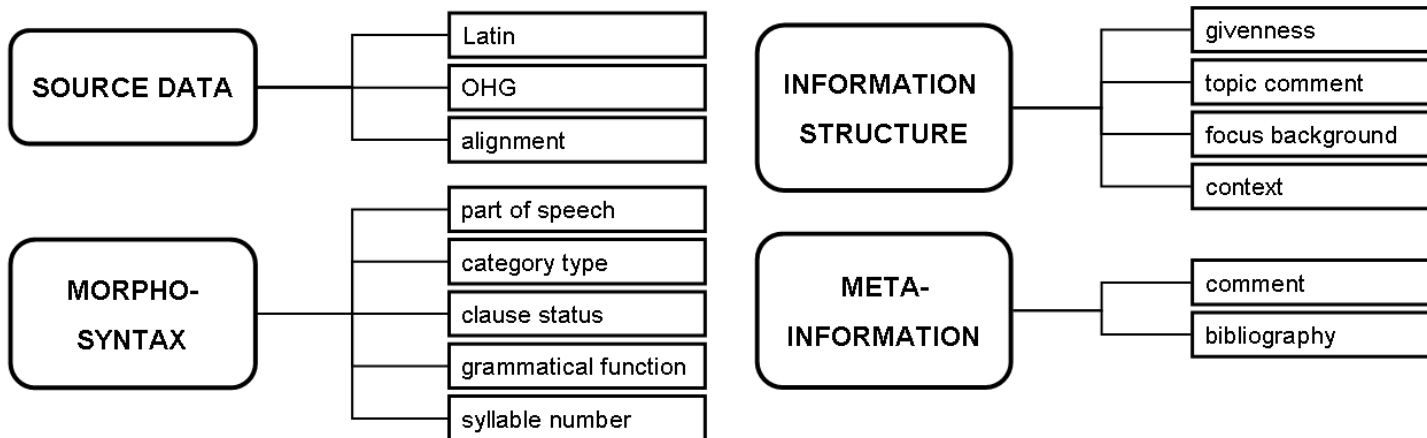 SOURCE DATA
Latin
OHG
alignment
MORPHO-
SYNTAX
part of speech
category type
clause status
grammatical function
syllable number
INFORMATION
STRUCTURE
givenness
topic comment
focus background
context
META-
INFORMATION
comment
bibliography